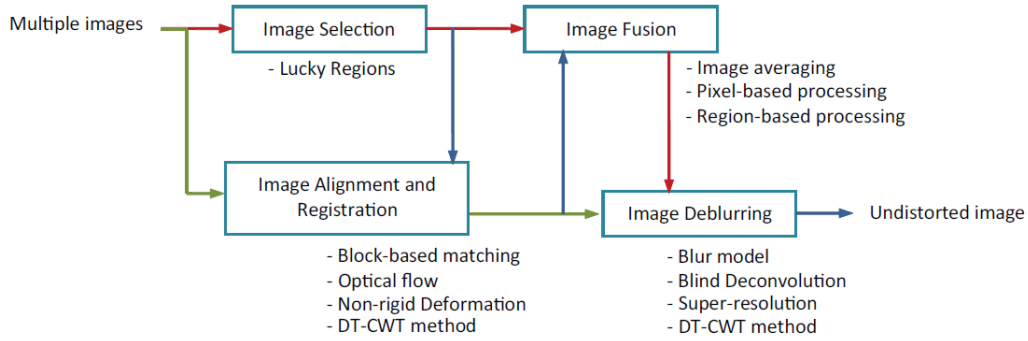 Multiple images
Image Selection
- Lucky Regions
Image Fusion
- Image averaging
- Pixel-based processing
- Region-based processing
Image Alignment and
Registration
- Block-based matching
- Optical flow
- Non-rigid Deformation
- DT-CWT method
Image Deblurring
- Blur model
- Blind Deconvolution
- Super-resolution
- DT-CWT method
Undistorted image